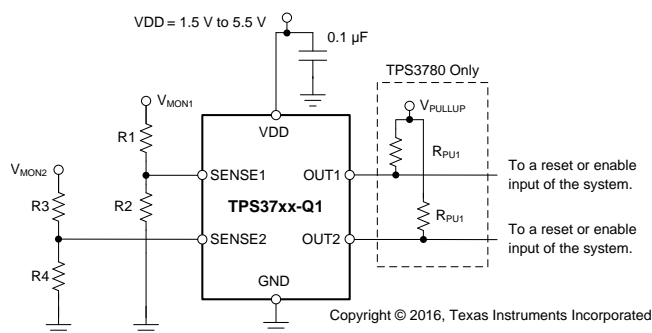 VDD = 1.5 V to 5.5 V
0.1 µF
TPS3780 Only
VPULLUP
VMON1
R1
VDD
RPU1
VMON2
SENSE1
OUT1
To a reset or enable
input of the system.
R3
R2
TPS37xx-Q1
RPU1
SENSE2
OUT2
To a reset or enable
input of the system.
R4
GND
Copyright © 2016, Texas Instruments Incorporated